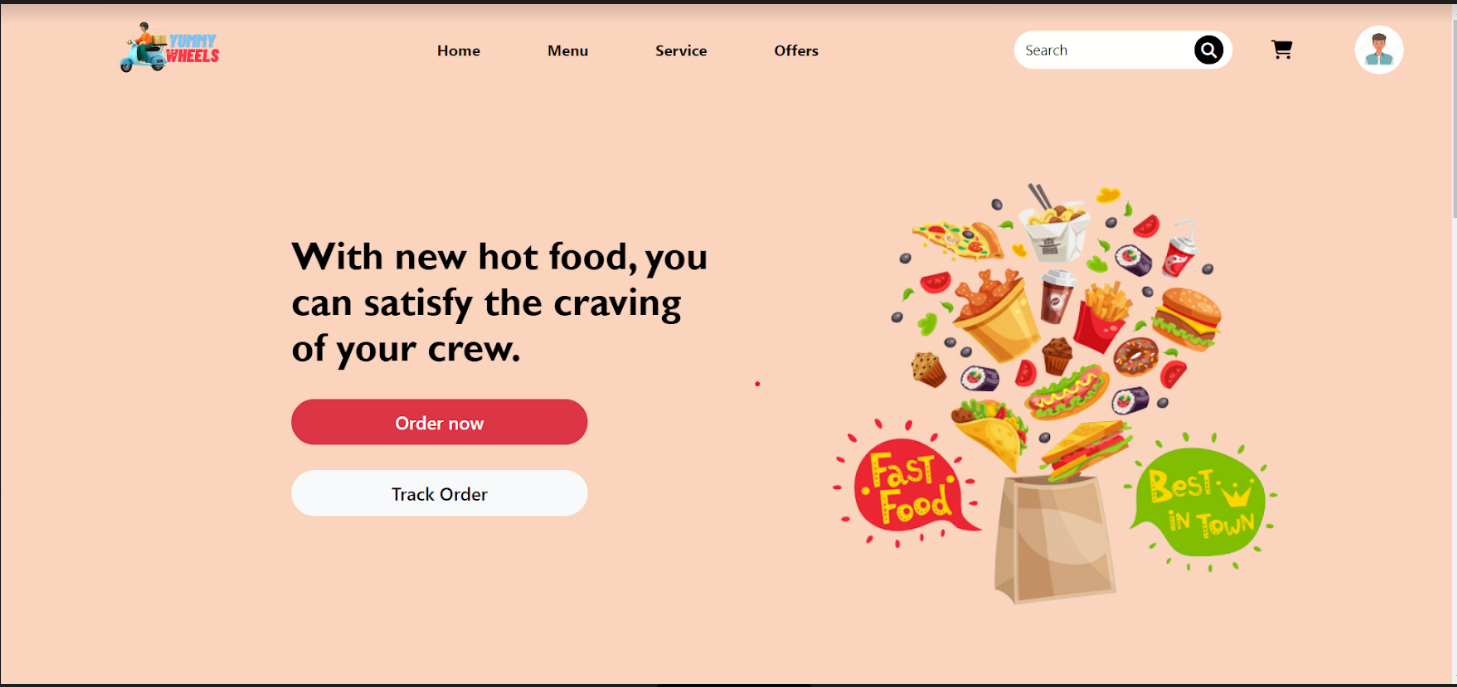 YUMMY
WHEELS
Home
Menu
Service
Offers
Search
With new hot food, you
can satisfy the craving
of your crew.
Order now
Track Order
FAST
FOOD
BEST
iN TOWN